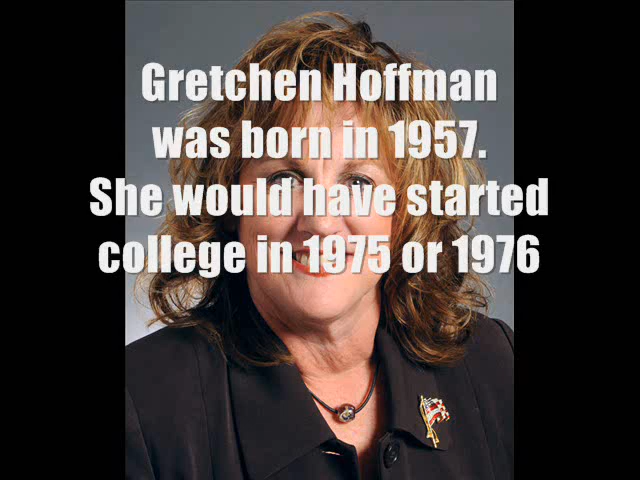 Gretchen Hoffman
was born in 1957.
She would have started
college in 1975 or 1976